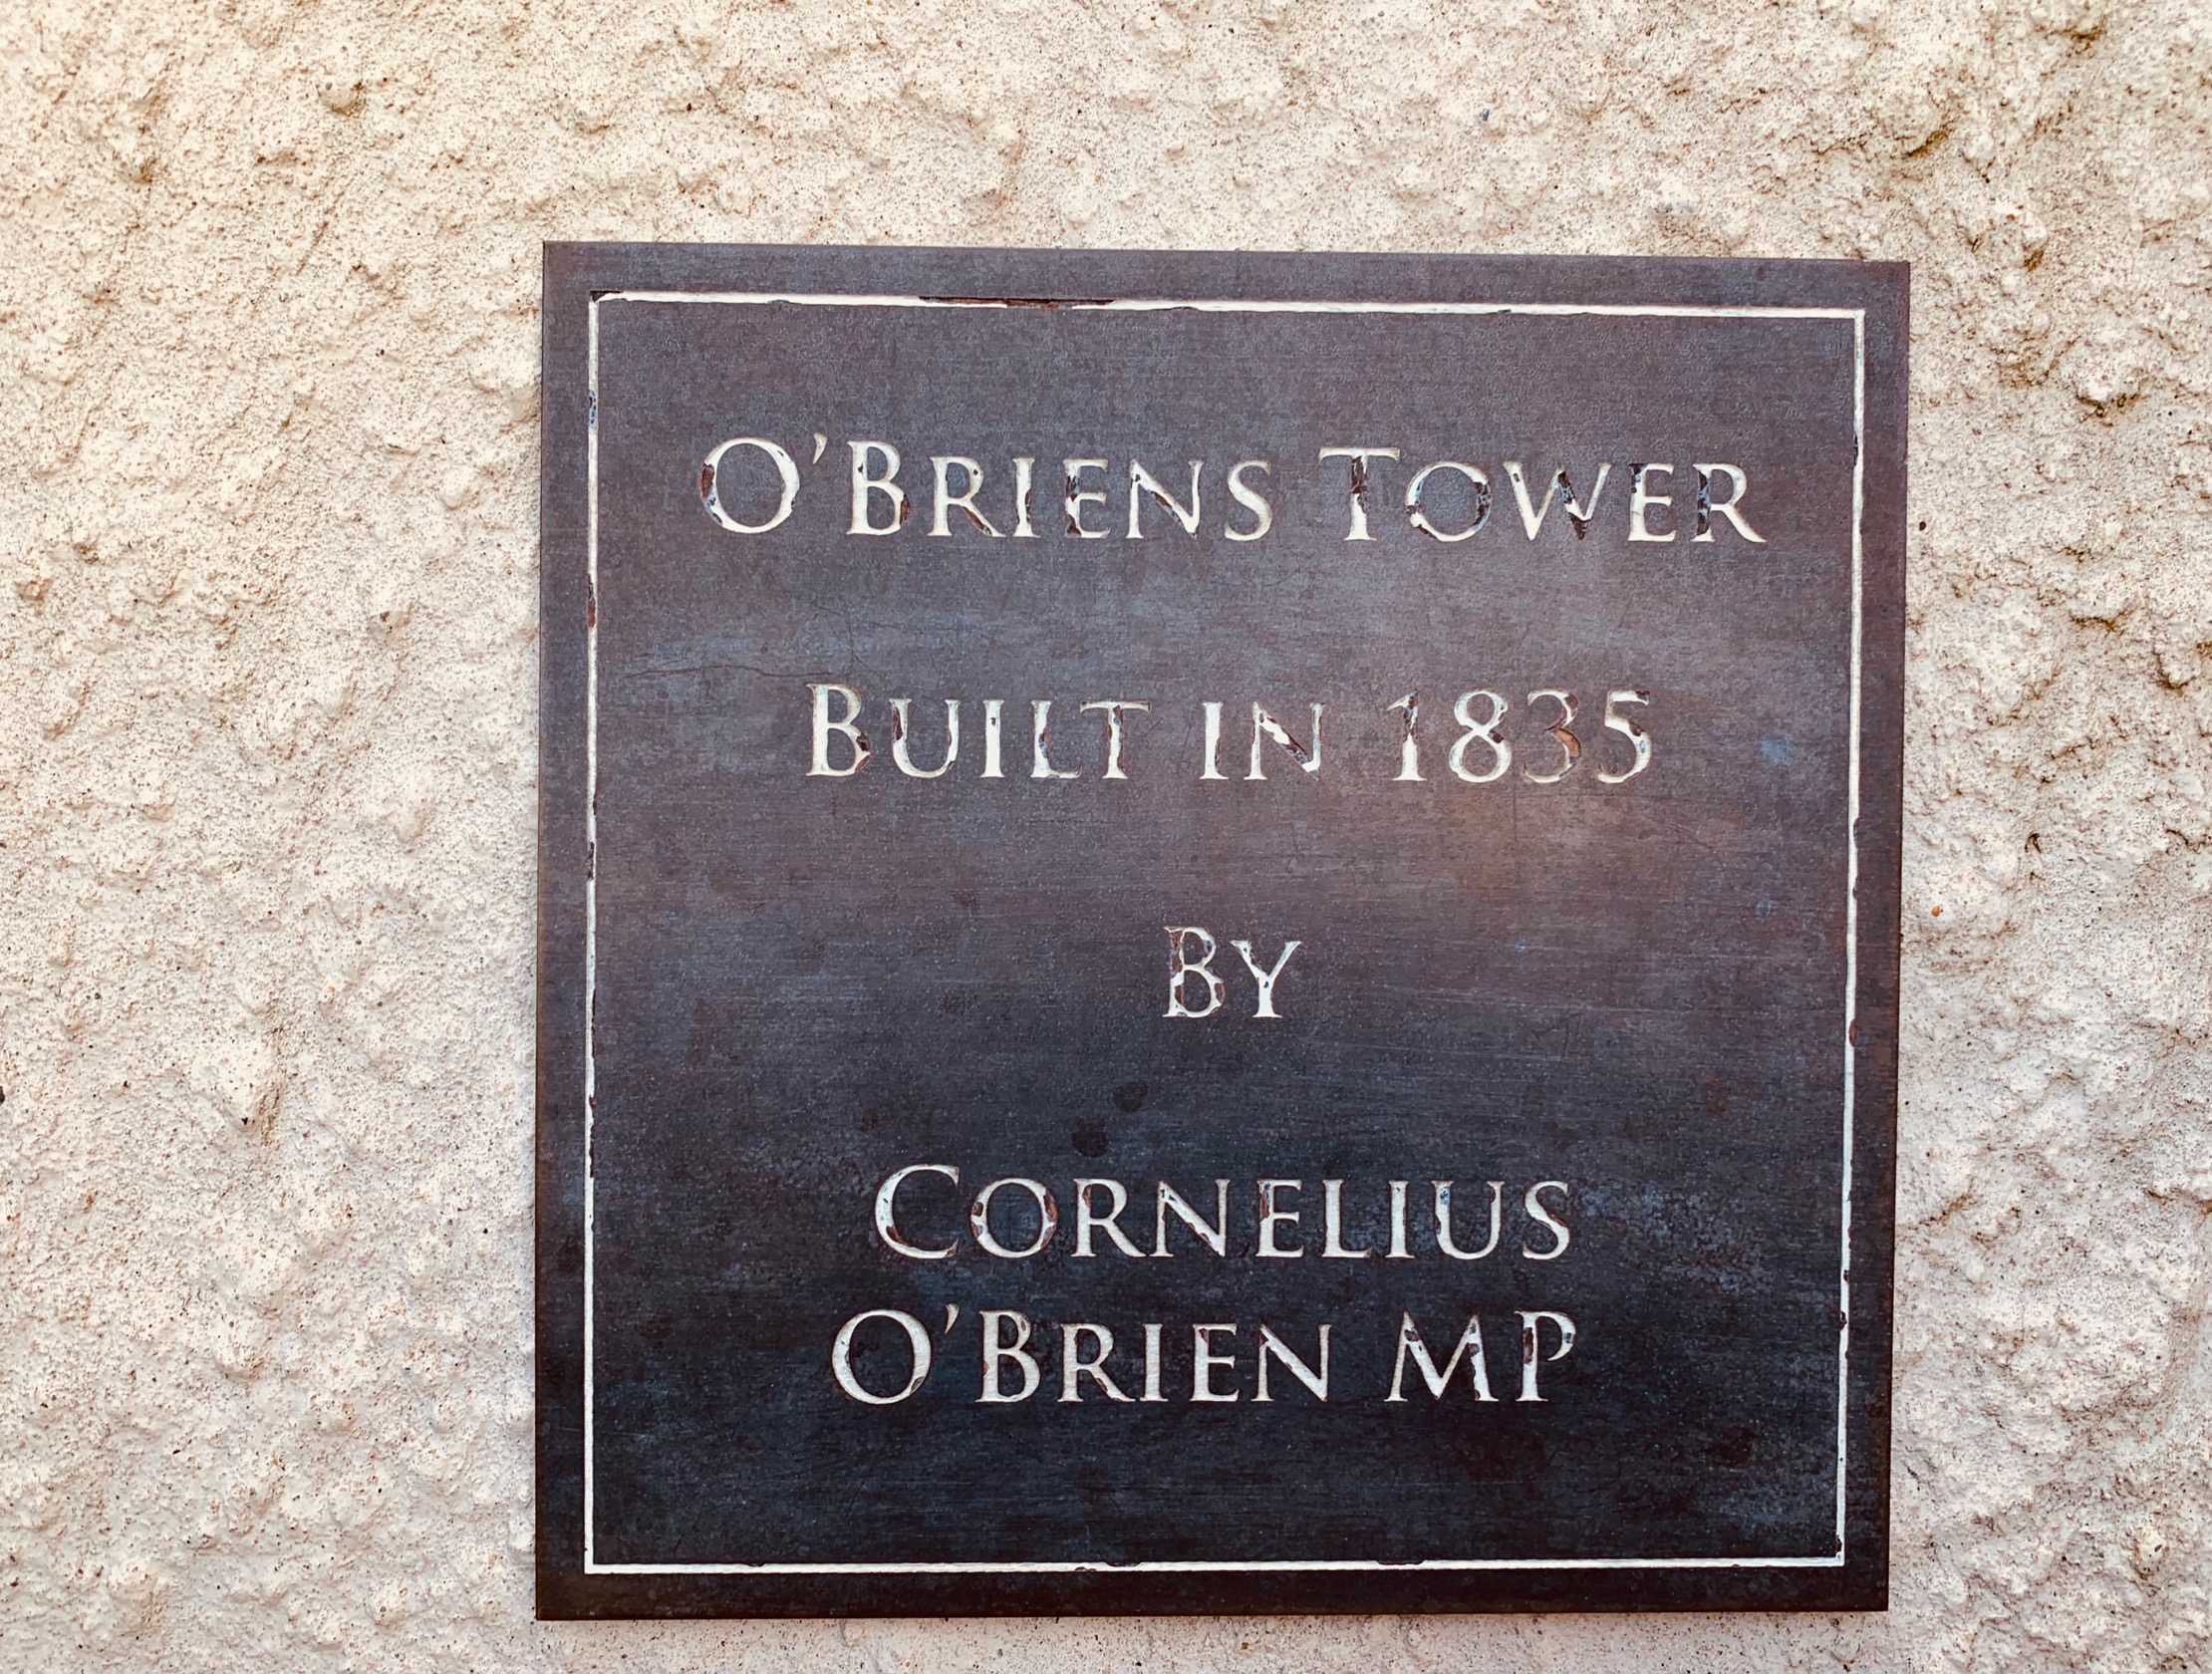 O'Briens Tower
Built in 1835
By
Cornelius
O'Brien MP